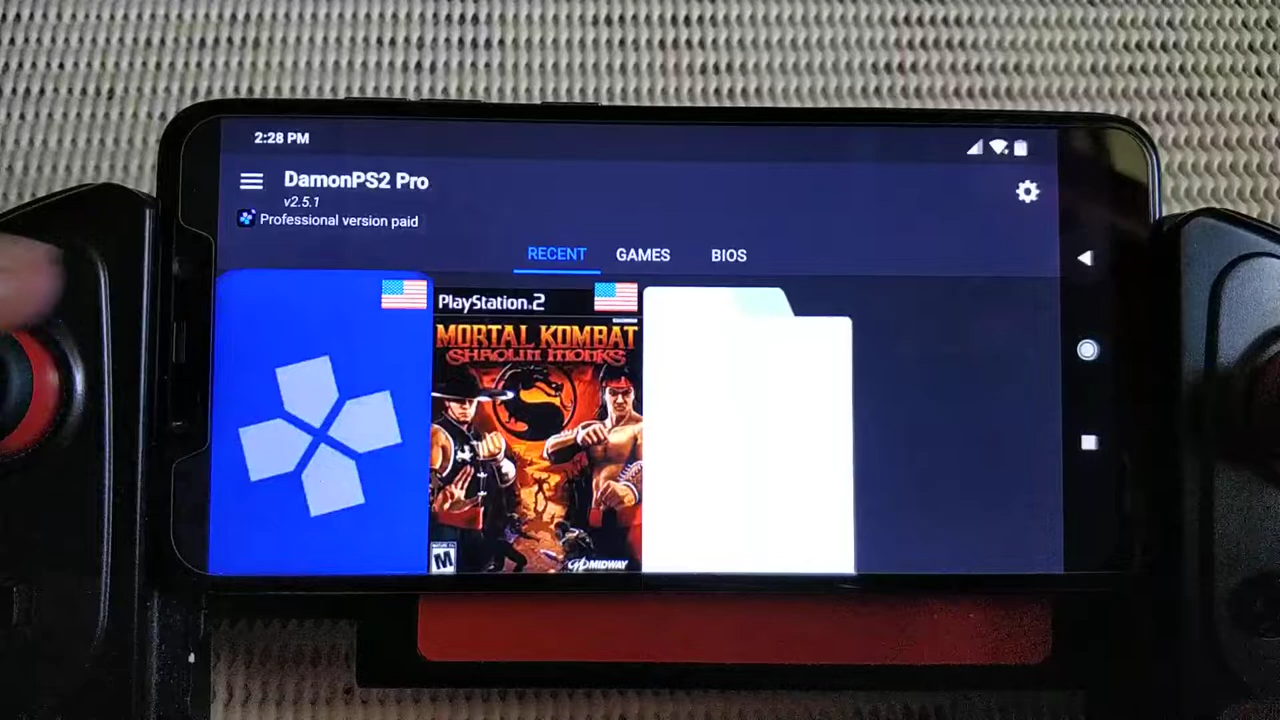 2:28 PM
DamonPS2 Pro
v2.5.1
Professional version paid
RECENT GAMES BIOS
PlayStation.2
MORTAL KOMBAT
SHAOLIN MONKS
M
MIDWAY